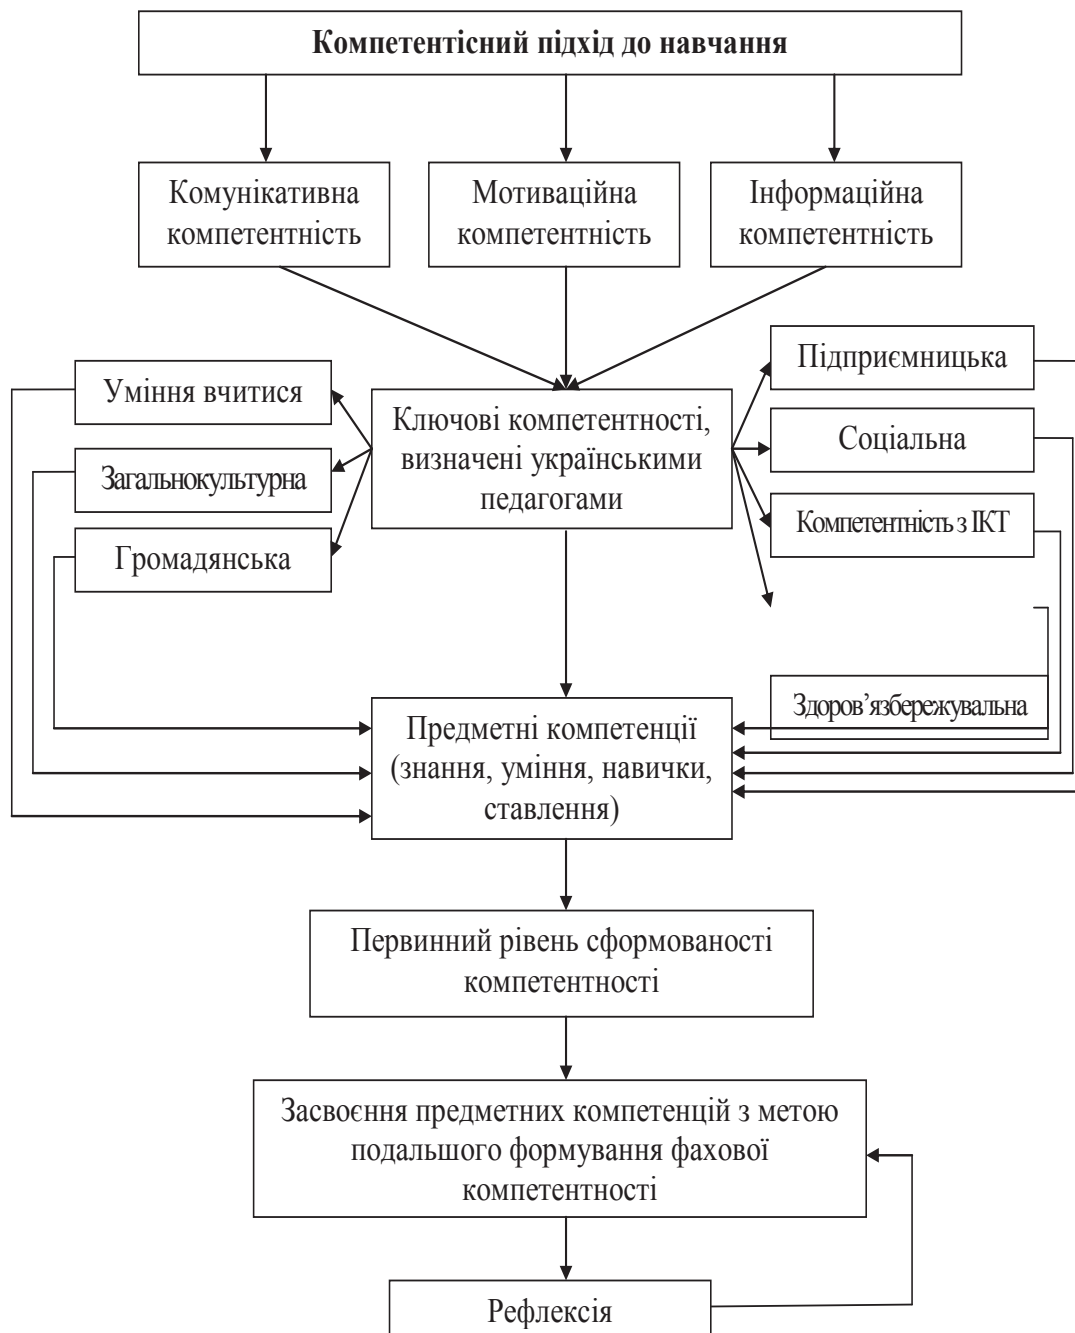 Компетентісний підхід до навчання
Комунікативна
компетентність
Мотиваційна
компетентність
Інформаційна
компетентність
Уміння вчитися
Загальнокультурна
Громадянська
Ключові компетентності,
визначені українськими
педагогами
Підприємницька
Соціальна
Компетентність з ІКТ
Здоров’язбережувальна
Предметні компетенції
(знання, уміння, навички,
ставлення)
Первинний рівень сформованості
компетентності
Засвоєння предметних компетенцій з метою
подальшого формування фахової
компетентності
Рефлексія